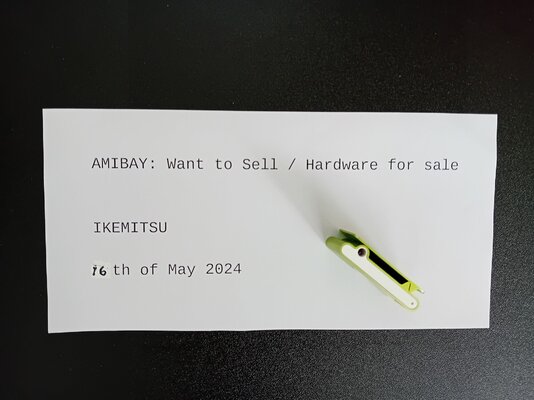 AMIBAY: Want to Sell / Hardware for sale
IKEMITSU
16th of May 2024